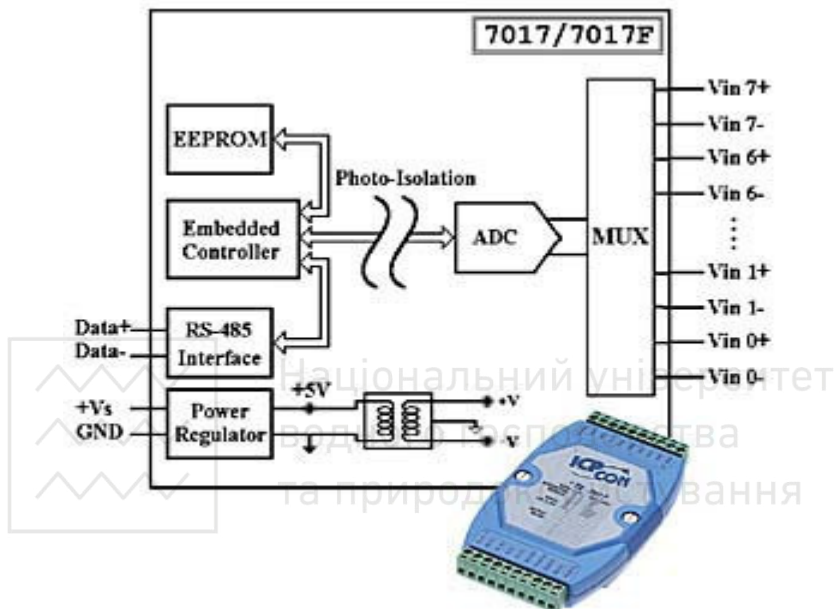 7017/7017F
EEPROM
Embedded
Controller
RS-485
Interface
Power
Regulator
Data+
Data-
+Vs
GND
Photo-Isolation
ADC
MUX
Vin 7+
Vin 7-
Vin 6+
Vin 6-
Vin 1+
Vin 1-
Vin 0+
Vin 0-
+5V
+V
-V
Національний університет
водного господарства
та природокористування
ICP
CON